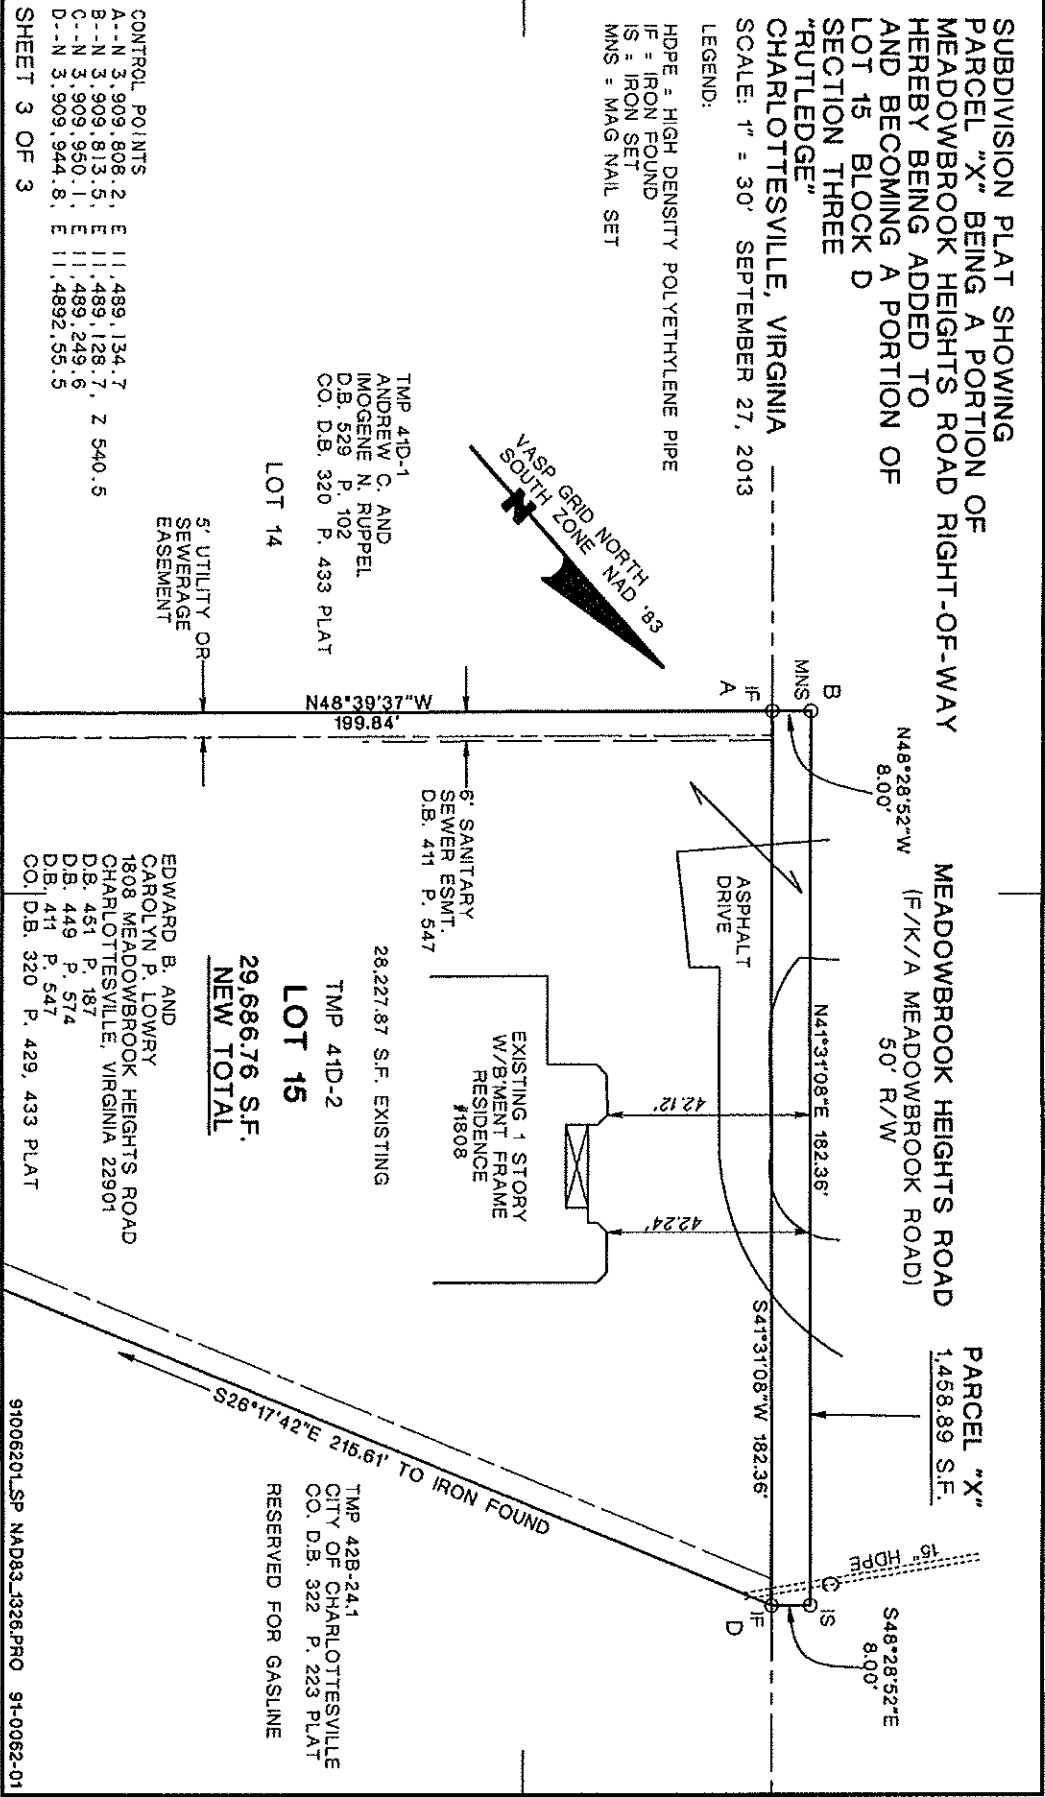 SUBDIVISION PLAT SHOWING
PARCEL "X" BEING A PORTION OF
MEADOWBROOK HEIGHTS ROAD RIGHT-OF-WAY
HEREBY BEING ADDED TO
AND BECOMING A PORTION OF
LOT 15 BLOCK D
SECTION THREE
"RUTLEDGE"
CHARLOTTESVILLE, VIRGINIA
SCALE: 1" = 30' SEPTEMBER 27, 2013
LEGEND:
HDPE = HIGH DENSITY POLYETHYLENE PIPE
IF = IRON FOUND
IS = IRON SET
MNS = MAG NAIL SET
VASP GRID NORTH
SOUTH ZONE NAD '83
N
TMP 41D-1
ANDREW C. AND
IMOGENE N. RUPPEL
D.B. 529 P. 102
CO. D.B. 320 P. 433 PLAT
LOT 14
5' UTILITY OR
SEWERAGE
EASEMENT
CONTROL POINTS
A--N 3,909,808.2, E 11,489,134.7
B--N 3,909,813.5, E 11,489,128.7, Z 540.5
C--N 3,909,950.1, E 11,489,249.6
D--N 3,909,944.8, E 11,4892,55.5
SHEET 3 OF 3
MEADOWBROOK HEIGHTS ROAD
(F/K/A MEADOWBROOK ROAD)
50' R/W
PARCEL "X"
1,458.89 S.F.
N48°28'52"W
8.00'
B
MNS
IF
A
N41°31'08"E 182.36'
S41°31'08"W 182.36'
15" HDPE
C
IS
IF
D
S48°28'52"E
8.00'
ASPHALT
DRIVE
42.12'
42.24'
EXISTING 1 STORY
W/B'MENT FRAME
RESIDENCE
#1808
N48°39'37"W
199.84'
6' SANITARY
SEWER ESMT.
D.B. 411 P. 547
28,227.87 S.F. EXISTING
TMP 41D-2
LOT 15
29,686.76 S.F.
NEW TOTAL
EDWARD B. AND
CAROLYN P. LOWRY
1808 MEADOWBROOK HEIGHTS ROAD
CHARLOTTESVILLE, VIRGINIA 22901
D.B. 451 P. 187
D.B. 449 P. 574
D.B. 411 P. 547
CO. D.B. 320 P. 429, 433 PLAT
S26°17'42"E 215.61' TO IRON FOUND
TMP 42B-24.1
CITY OF CHARLOTTESVILLE
CO. D.B. 322 P. 223 PLAT
RESERVED FOR GASLINE
91006201_SP NAD83_1326.PRO 91-0062-01